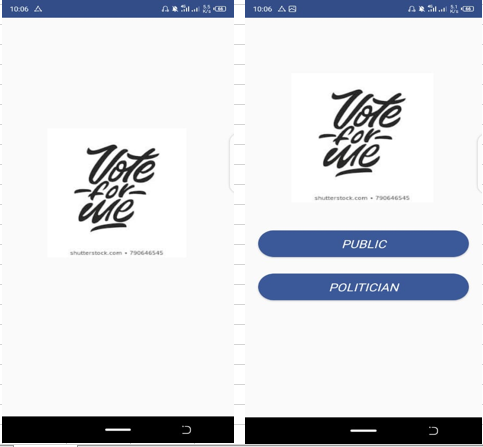 10:06
Vote
for
me
shutterstock.com • 790646545
10:06
Vote
for
me
shutterstock.com • 790646545
PUBLIC
POLITICIAN